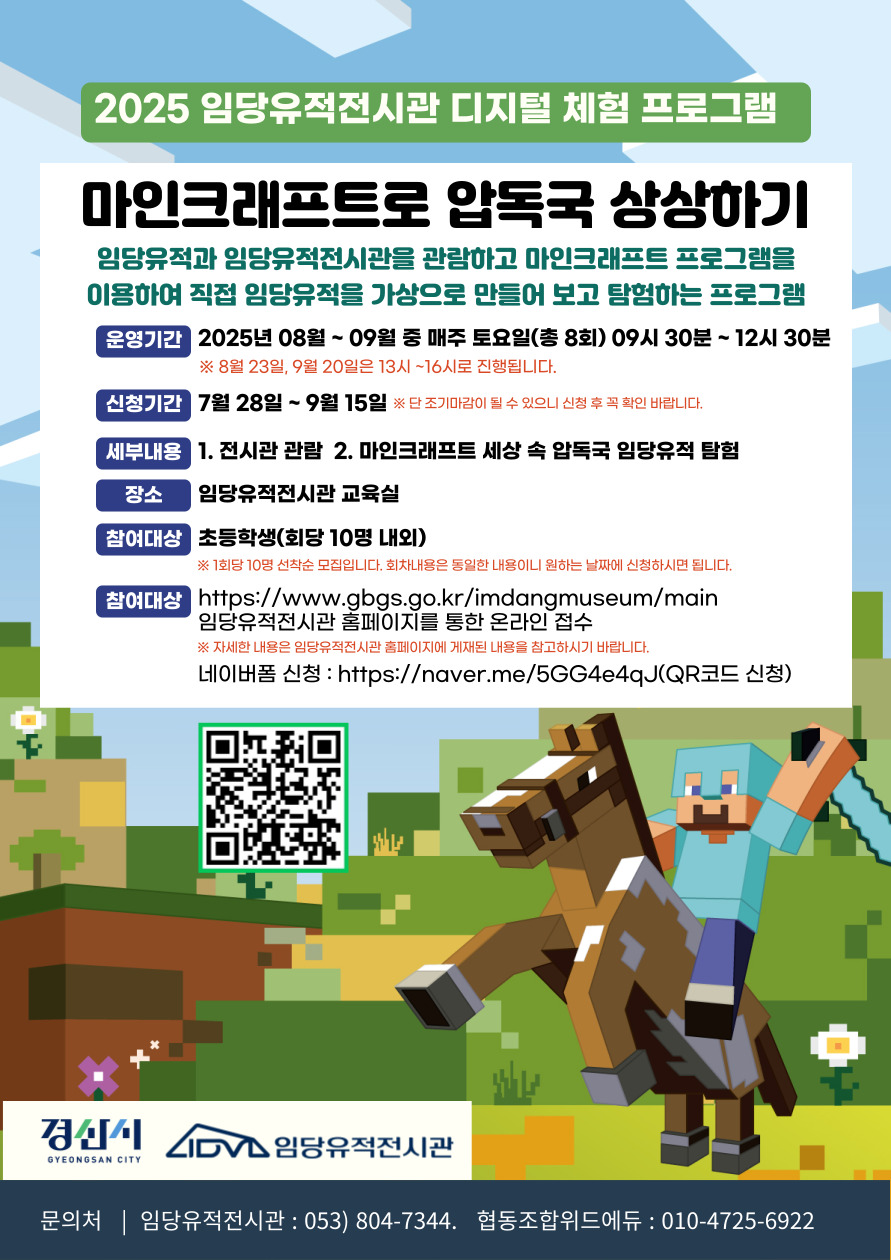 2025 임당유적전시관 디지털 체험 프로그램
마인크래프트로 압독국 상상하기
임당유적과 임당유적전시관을 관람하고 마인크래프트 프로그램을
이용하여 직접 임당유적을 가상으로 만들어 보고 탐험하는 프로그램
운영기간 2025년 08월 ~ 09월 중 매주 토요일(총 8회) 09시 30분 ~ 12시 30분
※ 8월 23일, 9월 20일은 13시 ~16시로 진행됩니다.
신청기간 7월 28일 ~ 9월 15일 ※ 단 조기마감이 될 수 있으니 신청 후 꼭 확인 바랍니다.
세부내용 1. 전시관 관람 2. 마인크래프트 세상 속 압독국 임당유적 탐험
장소 임당유적전시관 교육실
참여대상 초등학생(회당 10명 내외)
※ 1회당 10명 선착순 모집입니다. 회차내용은 동일한 내용이니 원하는 날짜에 신청하시면 됩니다.
참여대상 https://www.gbgs.go.kr/imdangmuseum/main
임당유적전시관 홈페이지를 통한 온라인 접수
※ 자세한 내용은 임당유적전시관 홈페이지에 게재된 내용을 참고하시기 바랍니다.
네이버폼 신청 : https://naver.me/5GG4e4qJ(QR코드 신청)
경산시 임당유적전시관
GYEONGSAN CITY
문의처 | 임당유적전시관 : 053) 804-7344. 협동조합위드에듀 : 010-4725-6922